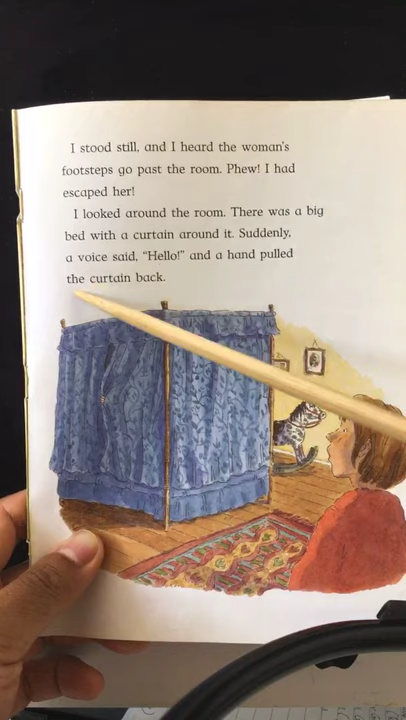 I stood still, and I heard the woman's
footsteps go past the room. Phew! I had
escaped her!
I looked around the room. There was a big
bed with a curtain around it. Suddenly,
a voice said, “Hello!” and a hand pulled
the curtain back.